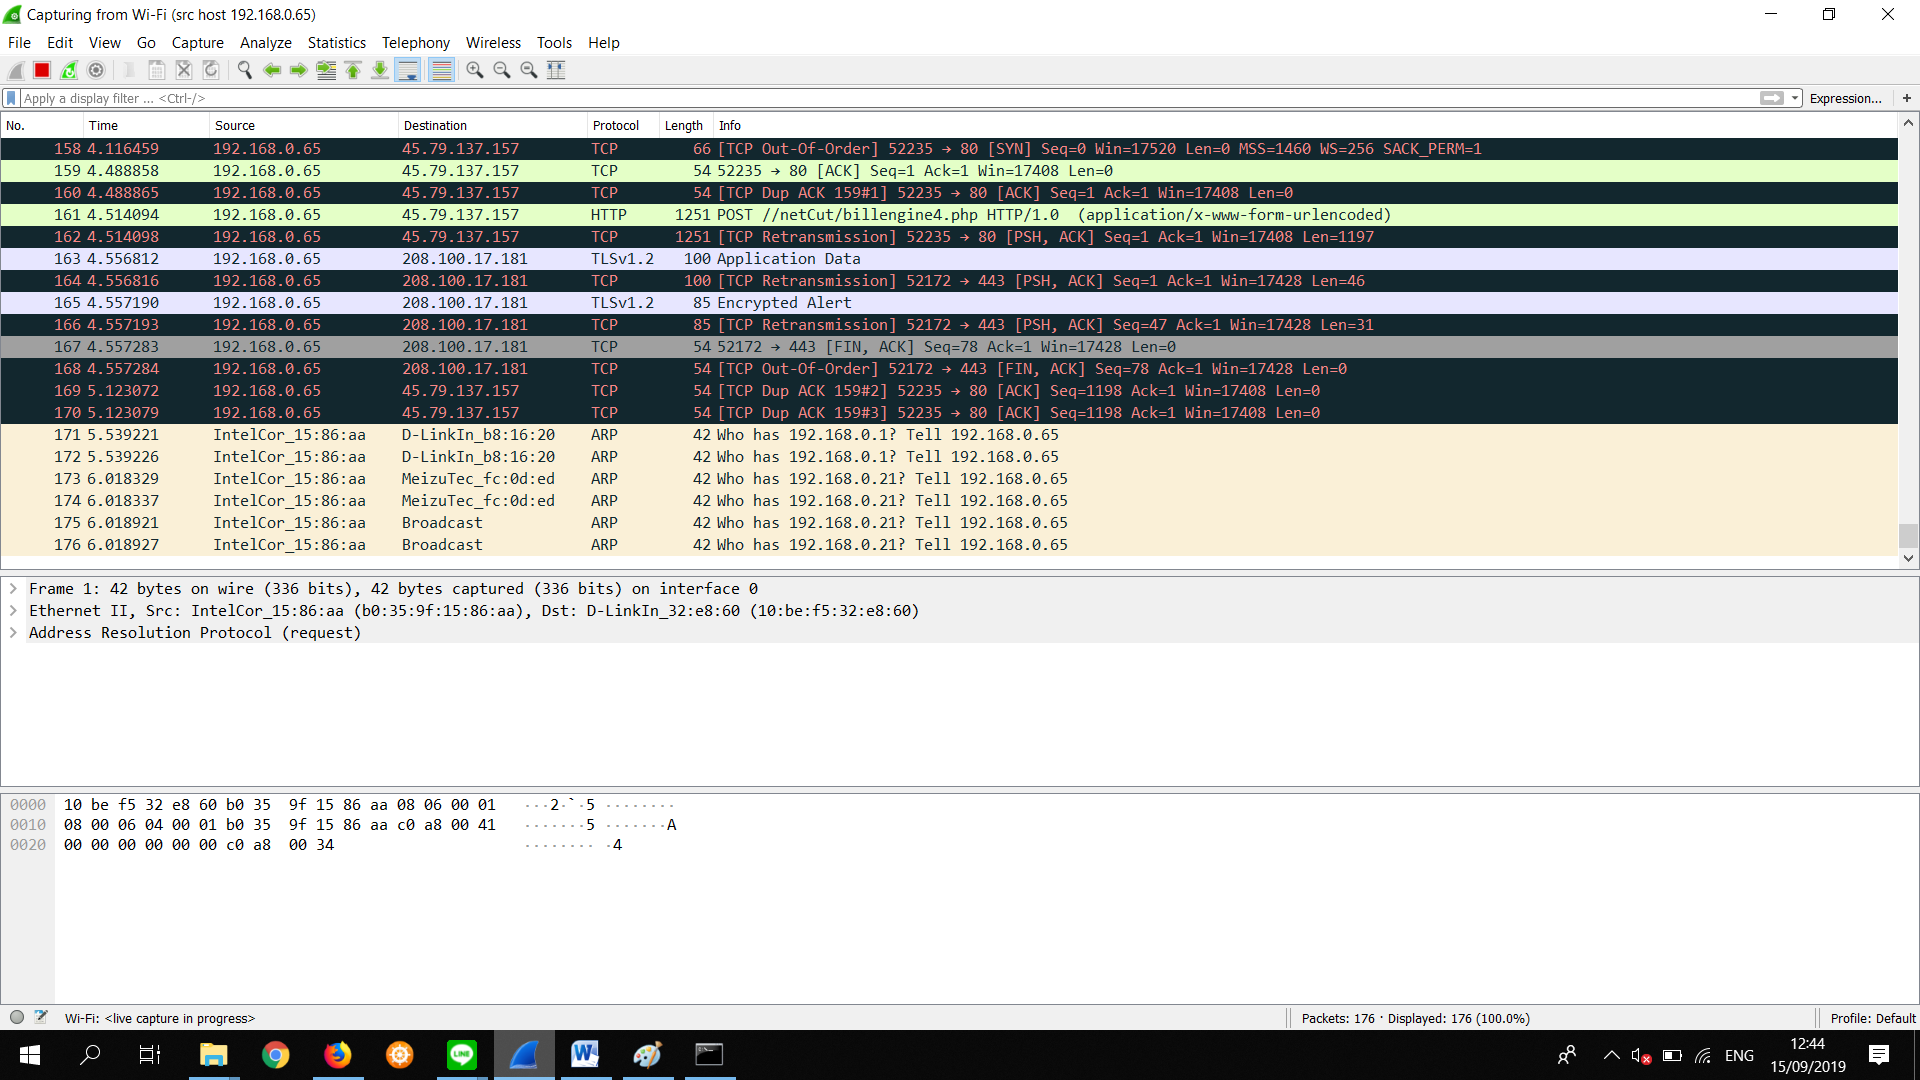 Capturing from Wi-Fi (src host 192.168.0.65)
File Edit View Go Capture Analyze Statistics Telephony Wireless Tools Help
Apply a display filter ... <Ctrl-/> Expression... +
No. Time Source Destination Protocol Length Info
158 4.116459 192.168.0.65 45.79.137.157 TCP 66 [TCP Out-Of-Order] 52235 → 80 [SYN] Seq=0 Win=17520 Len=0 MSS=1460 WS=256 SACK_PERM=1
159 4.488858 192.168.0.65 45.79.137.157 TCP 54 52235 → 80 [ACK] Seq=1 Ack=1 Win=17408 Len=0
160 4.488865 192.168.0.65 45.79.137.157 TCP 54 [TCP Dup ACK 159#1] 52235 → 80 [ACK] Seq=1 Ack=1 Win=17408 Len=0
161 4.514094 192.168.0.65 45.79.137.157 HTTP 1251 POST //netCut/billengine4.php HTTP/1.0 (application/x-www-form-urlencoded)
162 4.514098 192.168.0.65 45.79.137.157 TCP 1251 [TCP Retransmission] 52235 → 80 [PSH, ACK] Seq=1 Ack=1 Win=17408 Len=1197
163 4.556812 192.168.0.65 208.100.17.181 TLSv1.2 100 Application Data
164 4.556816 192.168.0.65 208.100.17.181 TCP 100 [TCP Retransmission] 52172 → 443 [PSH, ACK] Seq=1 Ack=1 Win=17428 Len=46
165 4.557190 192.168.0.65 208.100.17.181 TLSv1.2 85 Encrypted Alert
166 4.557193 192.168.0.65 208.100.17.181 TCP 85 [TCP Retransmission] 52172 → 443 [PSH, ACK] Seq=47 Ack=1 Win=17428 Len=31
167 4.557283 192.168.0.65 208.100.17.181 TCP 54 52172 → 443 [FIN, ACK] Seq=78 Ack=1 Win=17428 Len=0
168 4.557284 192.168.0.65 208.100.17.181 TCP 54 [TCP Out-Of-Order] 52172 → 443 [FIN, ACK] Seq=78 Ack=1 Win=17428 Len=0
169 5.123072 192.168.0.65 45.79.137.157 TCP 54 [TCP Dup ACK 159#2] 52235 → 80 [ACK] Seq=1198 Ack=1 Win=17408 Len=0
170 5.123079 192.168.0.65 45.79.137.157 TCP 54 [TCP Dup ACK 159#3] 52235 → 80 [ACK] Seq=1198 Ack=1 Win=17408 Len=0
171 5.539221 IntelCor_15:86:aa D-LinkIn_b8:16:20 ARP 42 Who has 192.168.0.1? Tell 192.168.0.65
172 5.539226 IntelCor_15:86:aa D-LinkIn_b8:16:20 ARP 42 Who has 192.168.0.1? Tell 192.168.0.65
173 6.018329 IntelCor_15:86:aa MeizuTec_fc:0d:ed ARP 42 Who has 192.168.0.21? Tell 192.168.0.65
174 6.018337 IntelCor_15:86:aa MeizuTec_fc:0d:ed ARP 42 Who has 192.168.0.21? Tell 192.168.0.65
175 6.018921 IntelCor_15:86:aa Broadcast ARP 42 Who has 192.168.0.21? Tell 192.168.0.65
176 6.018927 IntelCor_15:86:aa Broadcast ARP 42 Who has 192.168.0.21? Tell 192.168.0.65
Frame 1: 42 bytes on wire (336 bits), 42 bytes captured (336 bits) on interface 0
Ethernet II, Src: IntelCor_15:86:aa (b0:35:9f:15:86:aa), Dst: D-LinkIn_32:e8:60 (10:be:f5:32:e8:60)
Address Resolution Protocol (request)
0000 10 be f5 32 e8 60 b0 35 9f 15 86 aa 08 06 00 01 ···2·`·5 ········
0010 08 00 06 04 00 01 b0 35 9f 15 86 aa c0 a8 00 41 ·······5 ·······A
0020 00 00 00 00 00 00 c0 a8 00 34 ········ ·4
Wi-Fi: <live capture in progress> Packets: 176 · Displayed: 176 (100.0%) Profile: Default
LINE
ENG
12:44
15/09/2019